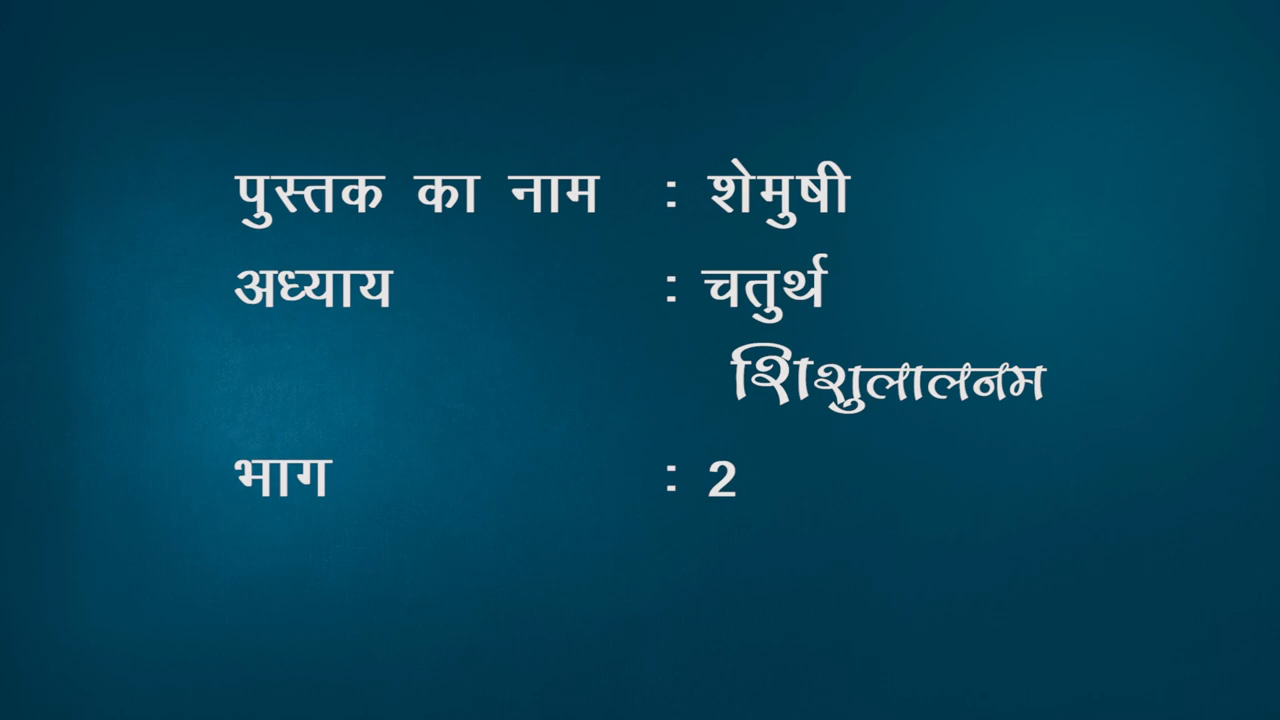 पुस्तक का नाम : शेमुषी
अध्याय : चतुर्थ
शिशुलालनम
भाग : 2